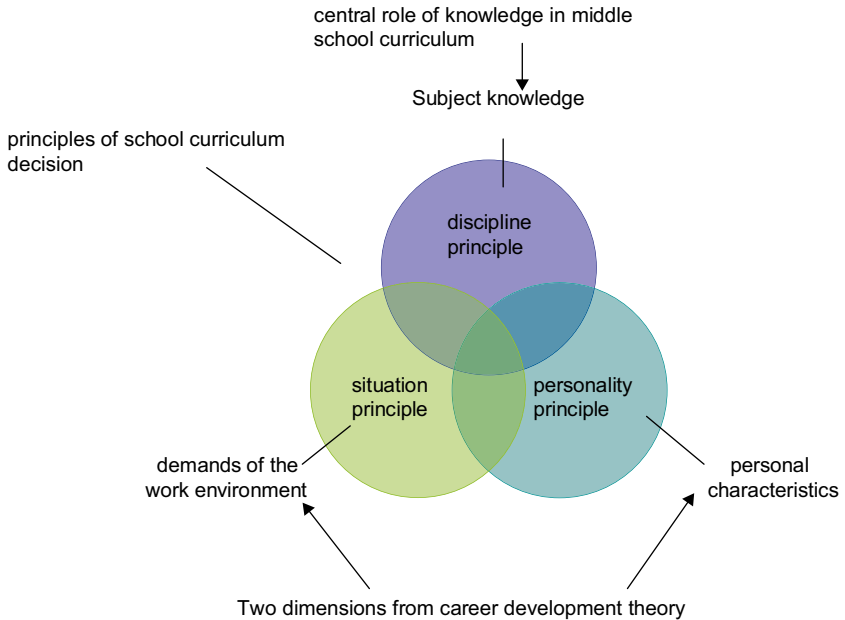 central role of knowledge in middle
school curriculum
Subject knowledge
principles of school curriculum
decision
discipline
principle
situation
principle
personality
principle
demands of the
work environment
personal
characteristics
Two dimensions from career development theory